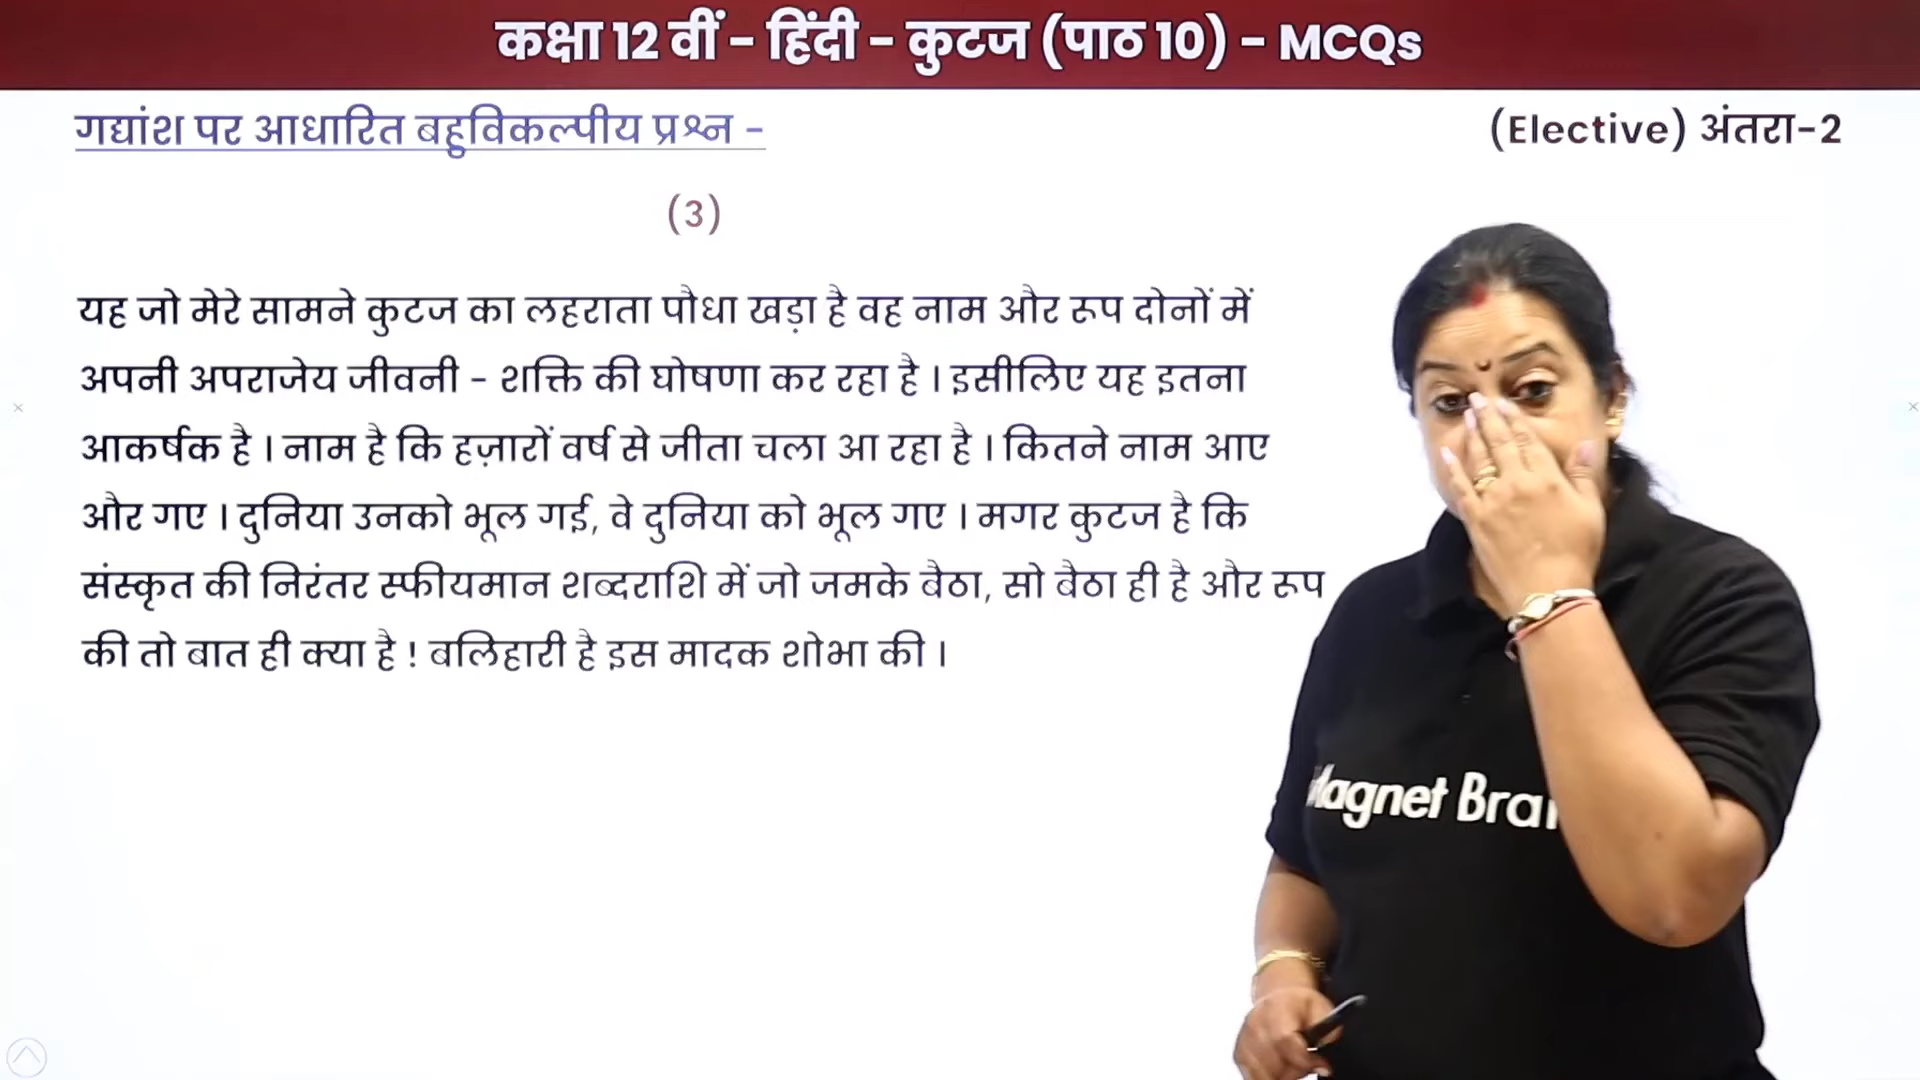 कक्षा 12 वीं - हिंदी - कुटज (पाठ 10) - MCQs
गद्यांश पर आधारित बहुविकल्पीय प्रश्न -
(Elective) अंतरा-2
(3)
यह जो मेरे सामने कुटज का लहराता पौधा खड़ा है वह नाम और रूप दोनों में
अपनी अपराजेय जीवनी - शक्ति की घोषणा कर रहा है । इसीलिए यह इतना
आकर्षक है । नाम है कि हज़ारों वर्ष से जीता चला आ रहा है । कितने नाम आए
और गए । दुनिया उनको भूल गई, वे दुनिया को भूल गए । मगर कुटज है कि
संस्कृत की निरंतर स्फीयमान शब्दराशि में जो जमके बैठा, सो बैठा ही है और रूप
की तो बात ही क्या है ! बलिहारी है इस मादक शोभा की ।
Magnet